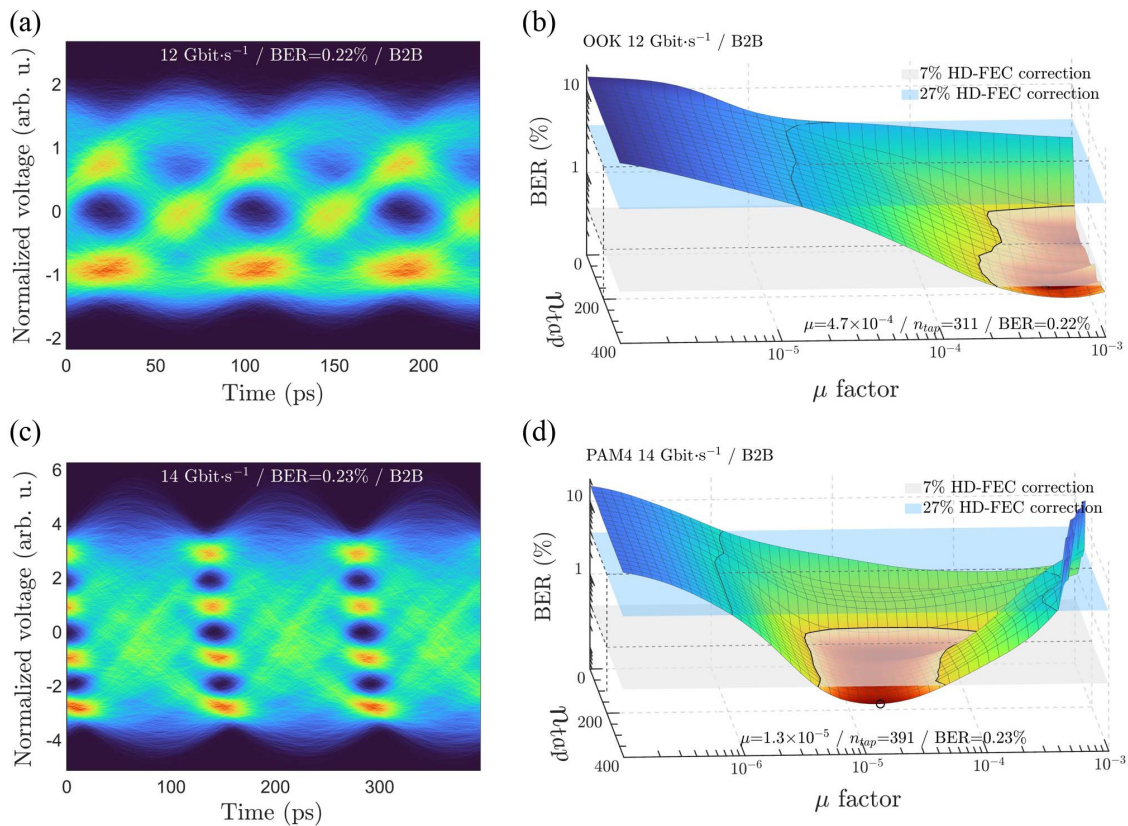 (a)
12 Gbit·s⁻¹ / BER=0.22% / B2B
Normalized voltage (arb. u.)
2
1
0
-1
-2
0 50 100 150 200
Time (ps)
(b)
OOK 12 Gbit·s⁻¹ / B2B
7% HD-FEC correction
27% HD-FEC correction
BER (%)
10
1
0
200
400
n_tap
μ=4.7×10⁻⁴ / n_tap=311 / BER=0.22%
10⁻⁵ 10⁻⁴ 10⁻³
μ factor
(c)
14 Gbit·s⁻¹ / BER=0.23% / B2B
Normalized voltage (arb. u.)
6
4
2
0
-2
-4
0 100 200 300
Time (ps)
(d)
PAM4 14 Gbit·s⁻¹ / B2B
7% HD-FEC correction
27% HD-FEC correction
BER (%)
10
1
0
200
400
n_tap
μ=1.3×10⁻⁵ / n_tap=391 / BER=0.23%
10⁻⁶ 10⁻⁵ 10⁻⁴ 10⁻³
μ factor